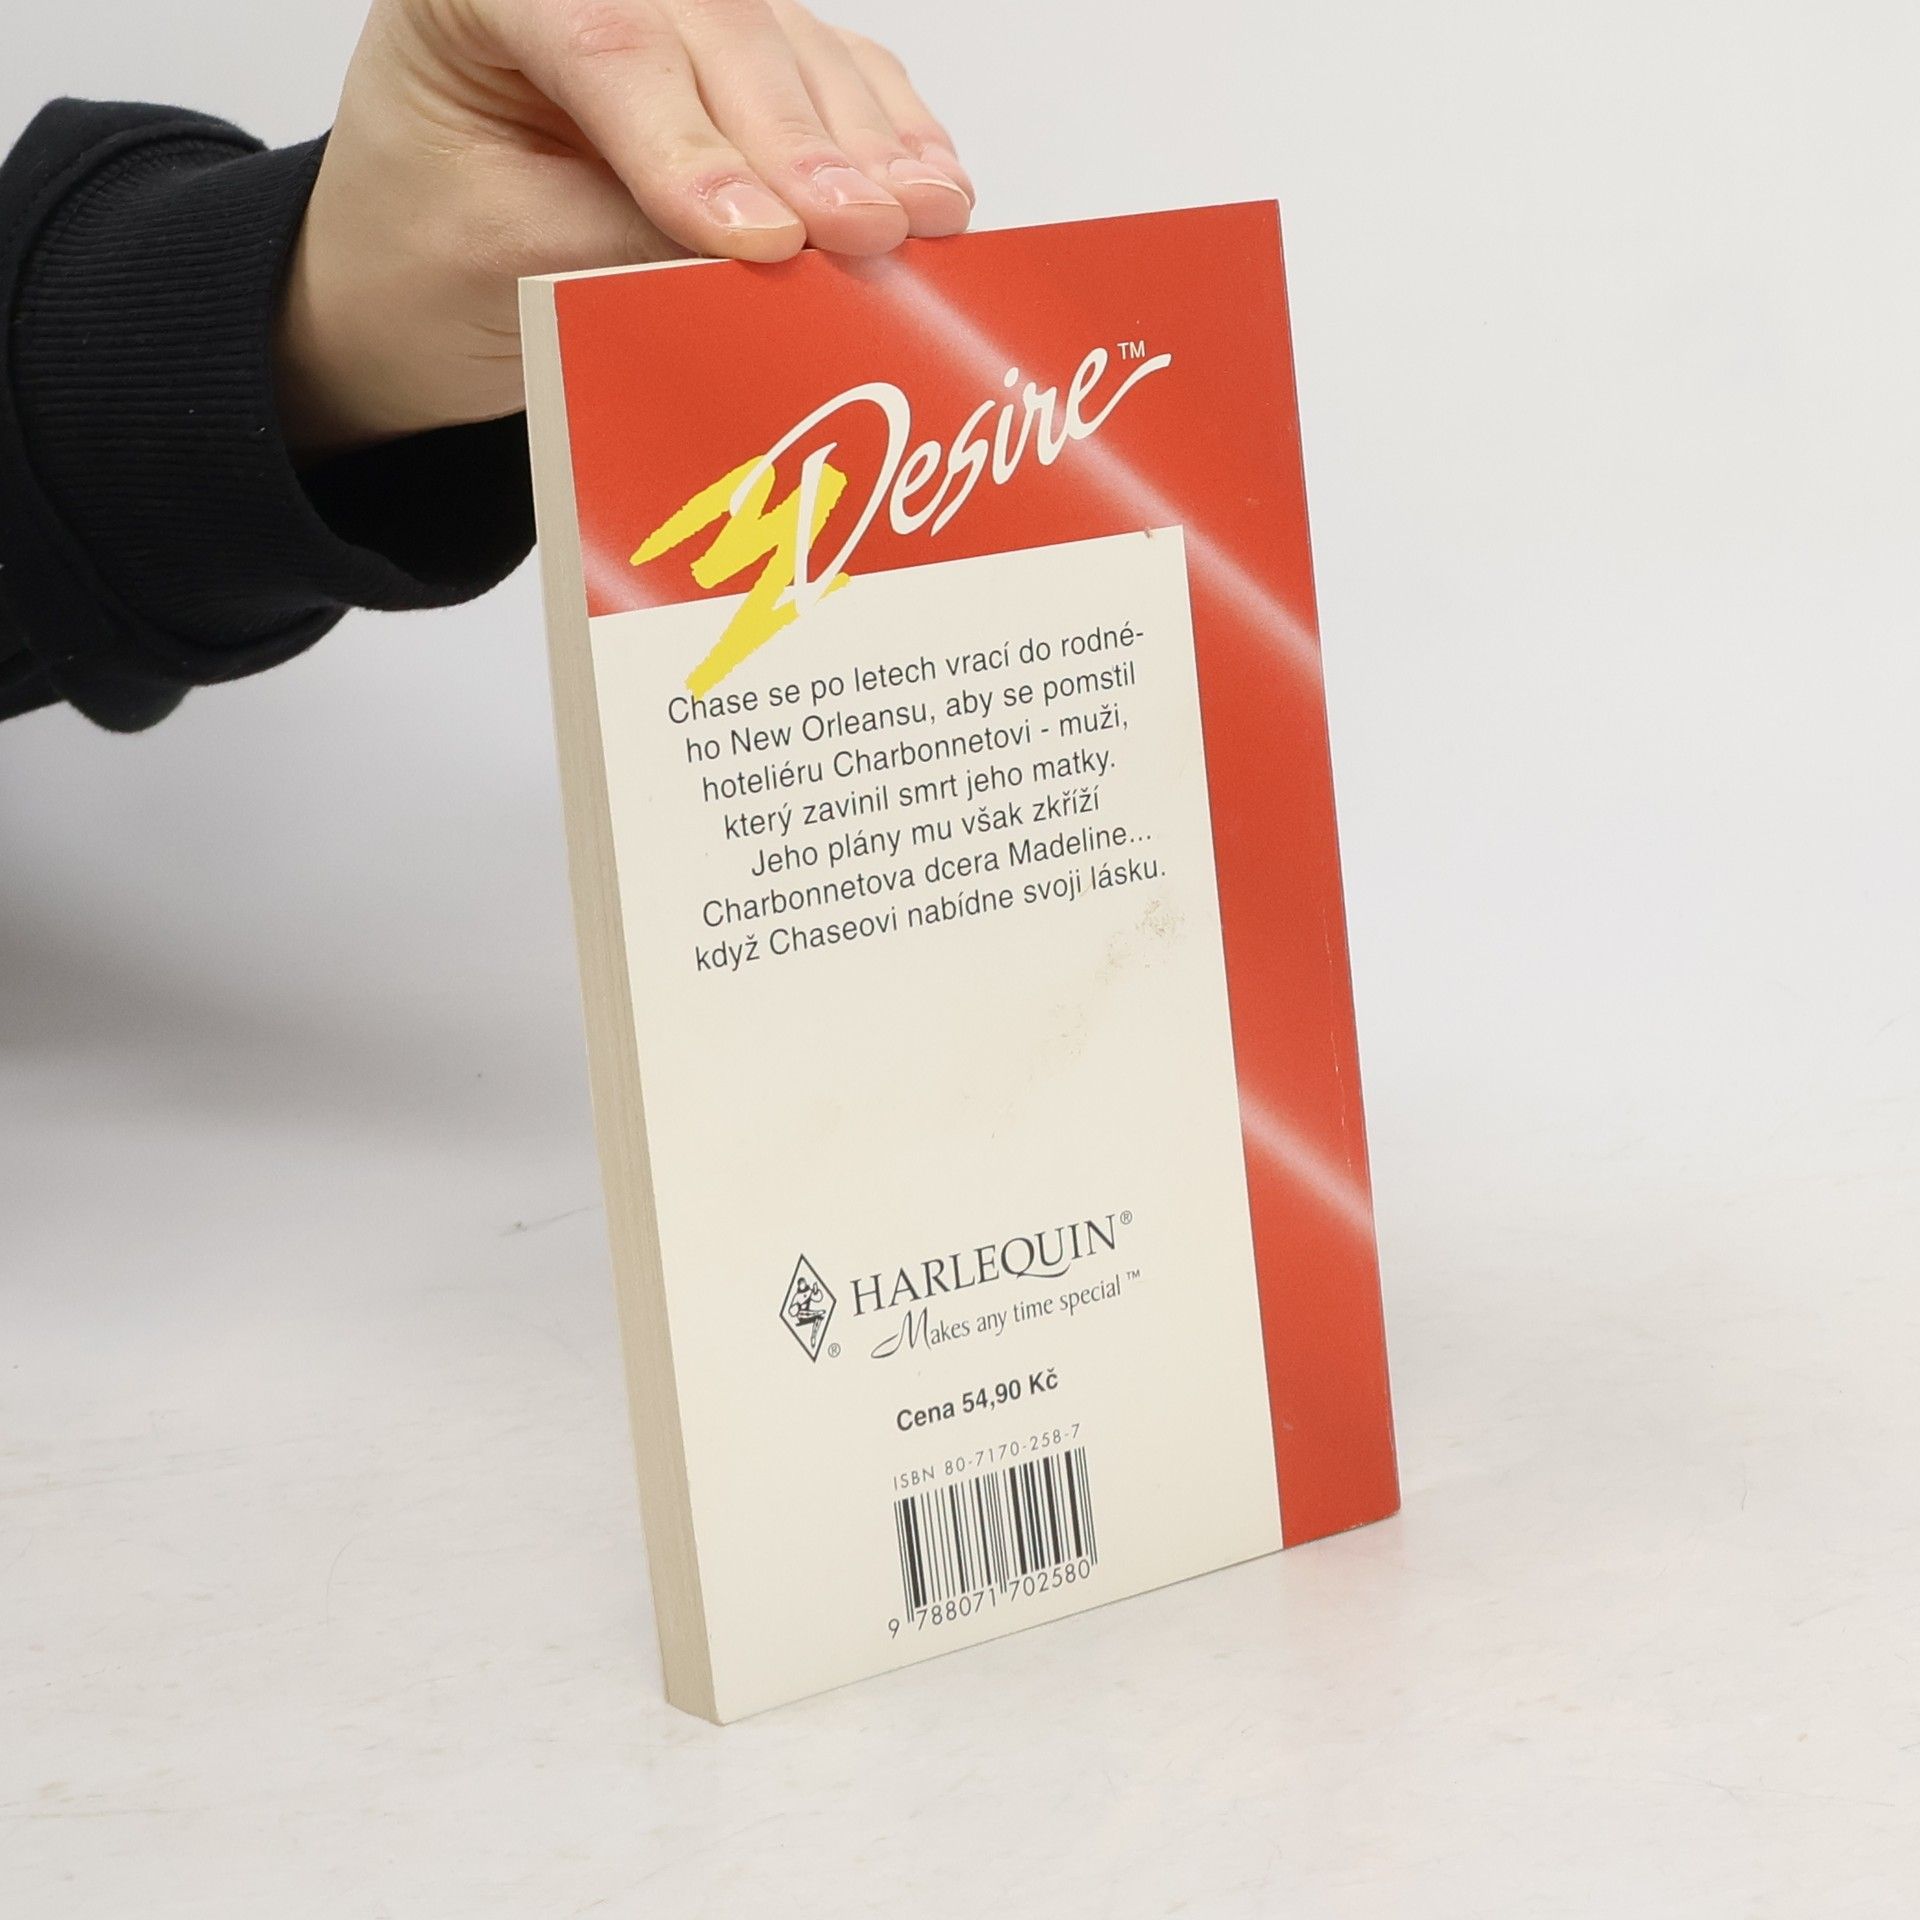 Desire™
Chase se po letech vrací do rodné-
ho New Orleansu, aby se pomstil
hoteliéru Charbonnetovi - muži,
který zavinil smrt jeho matky.
Jeho plány mu však zkříží
Charbonnetova dcera Madeline...
když Chaseovi nabídne svoji lásku.
HARLEQUIN®
®
Makes any time special™
Cena 54,90 Kč
ISBN 80-7170-258-7
9 788071 702580